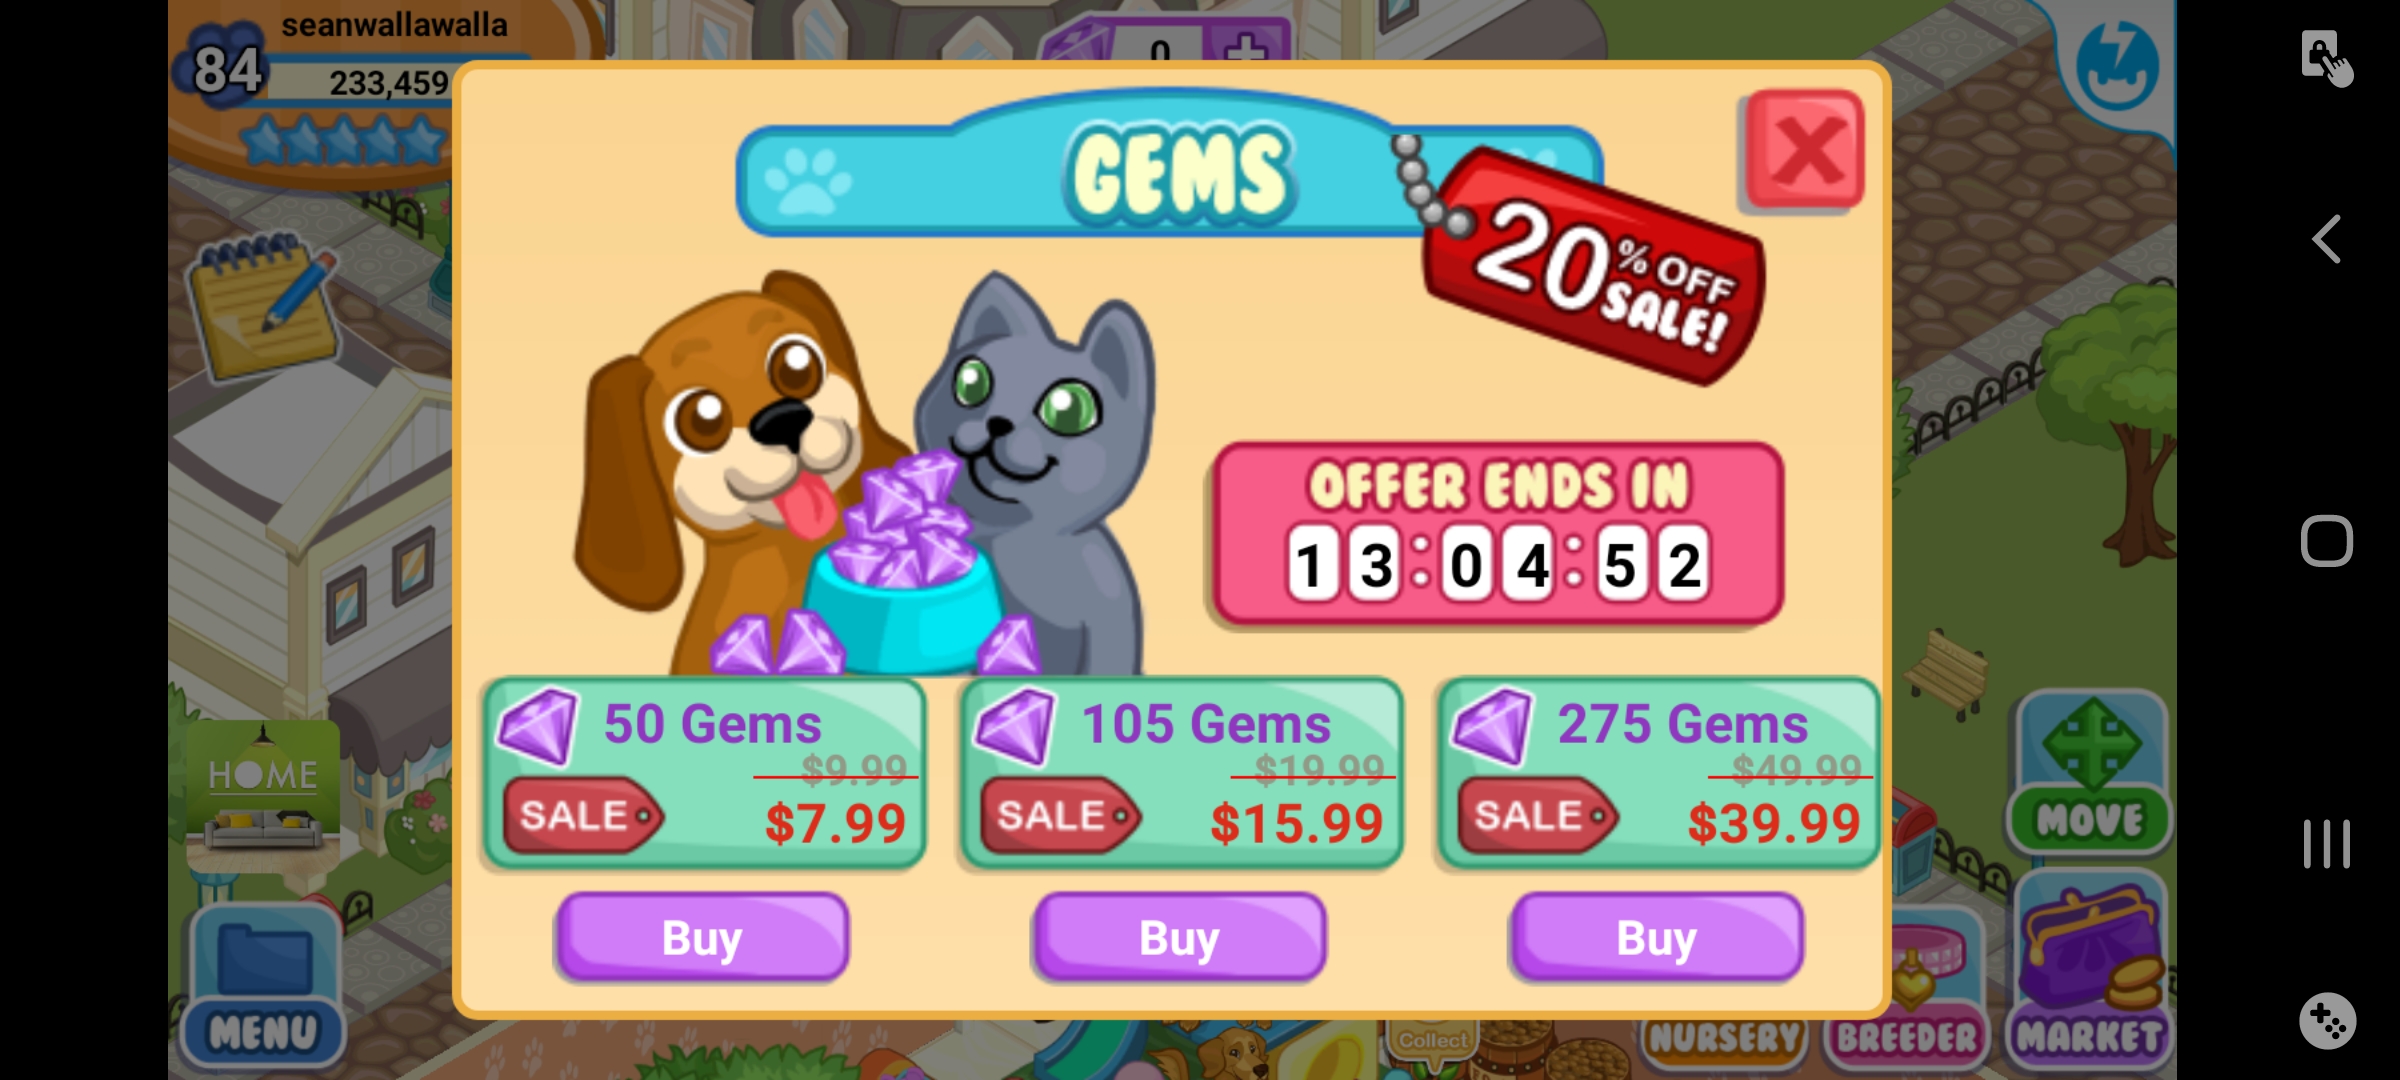 seanwallawalla
84
233,459
0
GEMS
20% OFF
SALE!
OFFER ENDS IN
13:04:52
50 Gems
$9.99
SALE
$7.99
105 Gems
$19.99
SALE
$15.99
275 Gems
$49.99
SALE
$39.99
Buy
Buy
Buy
HOME
MOVE
MENU
Collect
NURSERY
BREEDER
MARKET